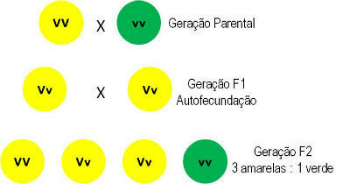 VV X vv Geração Parental
Vv X Vv Geração F1
Autofecundação
VV Vv Vv vv Geração F2
3 amarelas : 1 verde